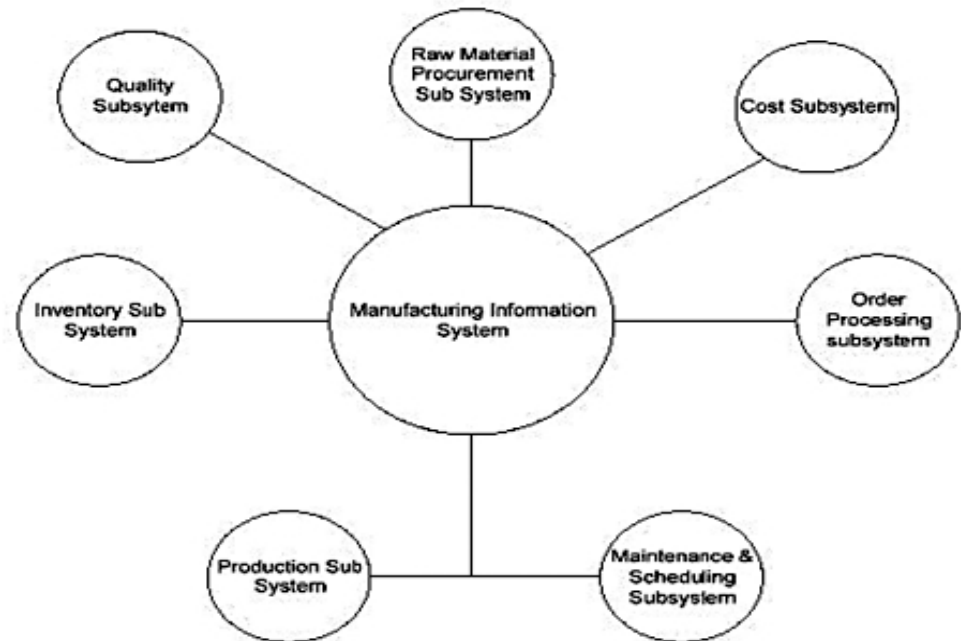 Quality
Subsytem
Raw Material
Procurement
Sub System
Cost Subsystem
Inventory Sub
System
Manufacturing Information
System
Order
Processing
subsystem
Production Sub
System
Maintenance &
Scheduling
Subsystem